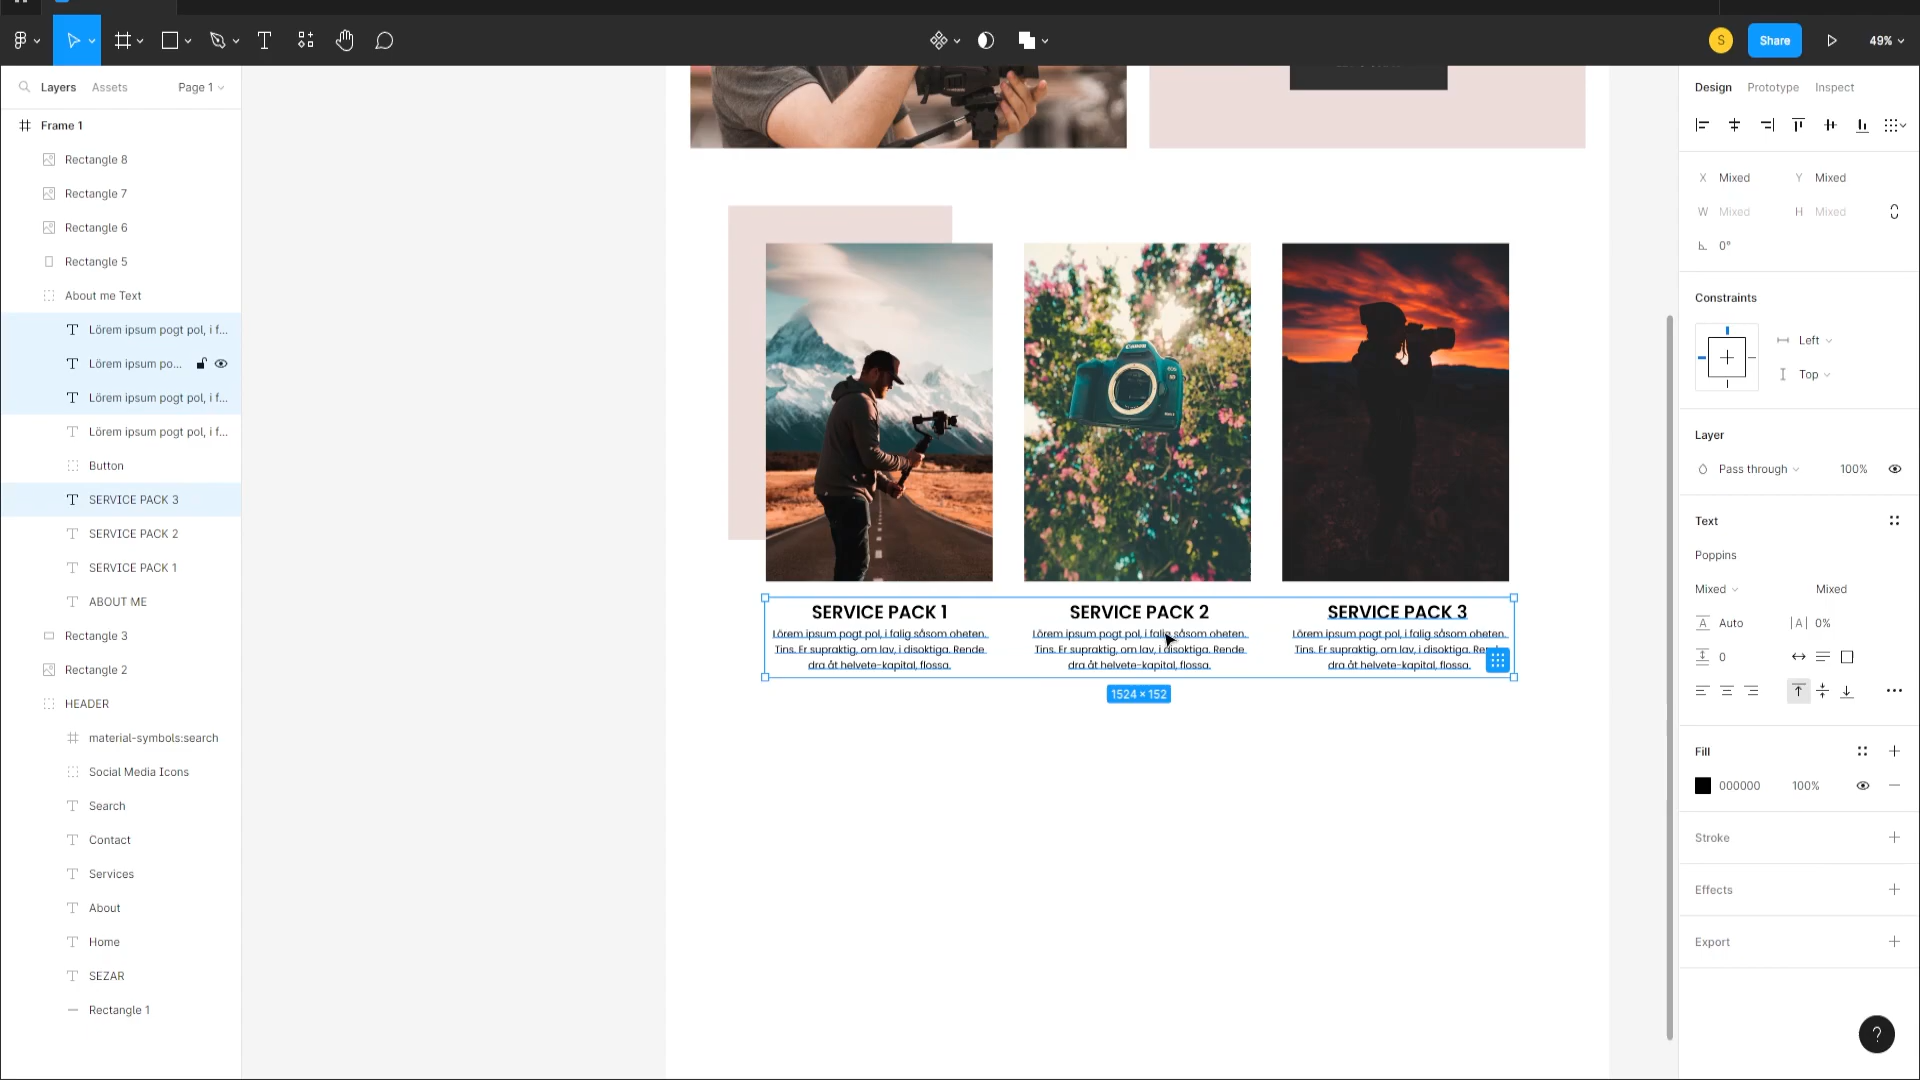 S
Share
49%
Layers
Assets
Page 1
Frame 1
Rectangle 8
Rectangle 7
Rectangle 6
Rectangle 5
About me Text
Lörem ipsum pogt pol, i f...
Lörem ipsum po...
Lörem ipsum pogt pol, i f...
Lörem ipsum pogt pol, i f...
Button
SERVICE PACK 3
SERVICE PACK 2
SERVICE PACK 1
ABOUT ME
Rectangle 3
Rectangle 2
HEADER
material-symbols:search
Social Media Icons
Search
Contact
Services
About
Home
SEZAR
Rectangle 1
CANON
SERVICE PACK 1
Lörem ipsum pogt pol, i falig såsom oheten.
Tins. Er supraktig, om lav, i disoktiga. Rende
dra åt helvete-kapital, flossa.
SERVICE PACK 2
Lörem ipsum pogt pol, i falig såsom oheten.
Tins. Er supraktig, om lav, i disoktiga. Rende
dra åt helvete-kapital, flossa.
SERVICE PACK 3
Lörem ipsum pogt pol, i falig såsom oheten.
Tins. Er supraktig, om lav, i disoktiga.
dra åt helvete-kapital, flossa.
1524 × 152
Design
Prototype
Inspect
X Mixed
Y Mixed
W Mixed
H Mixed
0°
Constraints
Left
Top
Layer
Pass through
100%
Text
Poppins
Mixed
Mixed
A Auto
|A| 0%
0
Fill
000000
100%
Stroke
Effects
Export
?